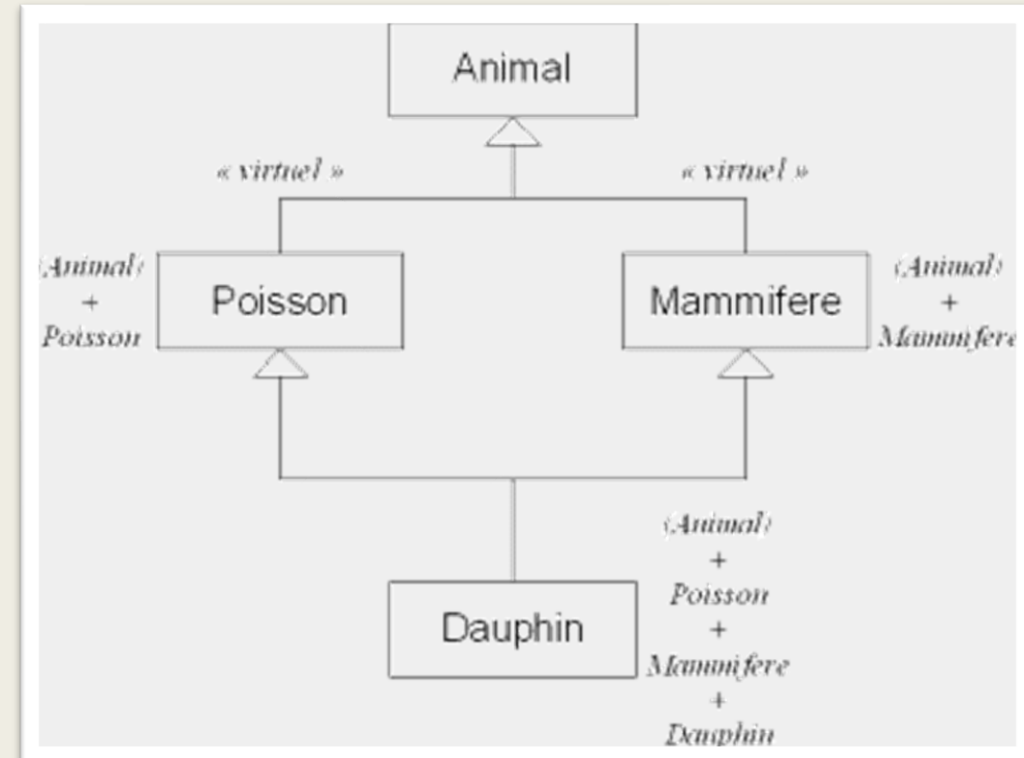 Animal
« virtuel »
« virtuel »
(Animal)
+
Poisson
Poisson
Mammifere
(Animal)
+
Mammifere
Dauphin
(Animal)
+
Poisson
+
Mammifere
+
Dauphin